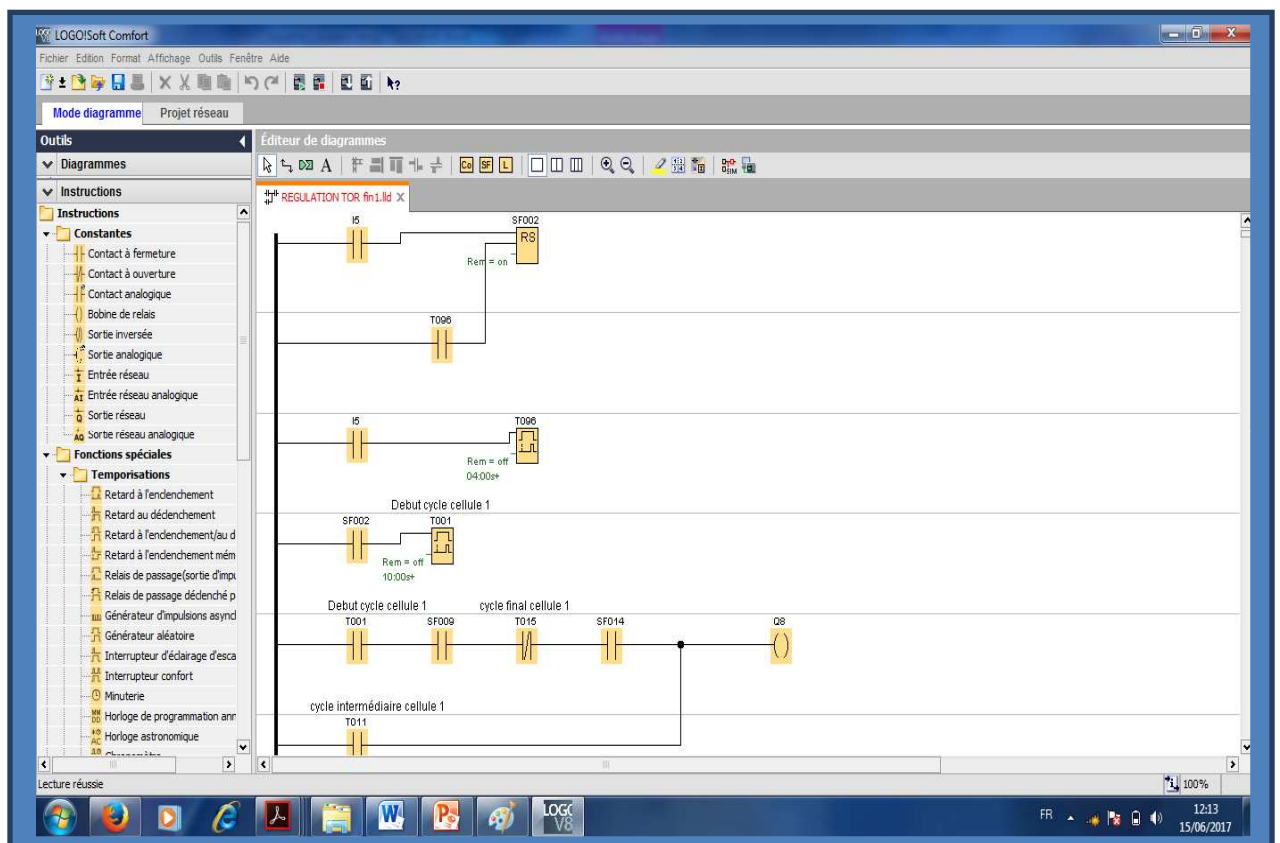 LOGO!Soft Comfort
Fichier Edition Format Affichage Outils Fenêtre Aide
Mode diagramme Projet réseau
Outils
Éditeur de diagrammes
Diagrammes
Instructions
REGULATION TOR fin1.lld
Instructions
Constantes
Contact à fermeture
Contact à ouverture
Contact analogique
Bobine de relais
Sortie inversée
Sortie analogique
Entrée réseau
Entrée réseau analogique
Sortie réseau
Sortie réseau analogique
Fonctions spéciales
Temporisations
Retard à l'endenchement
Retard au déclenchement
Retard à l'endenchement/au d
Retard à l'endenchement mém
Relais de passage(sortie d'impu
Relais de passage déclenché p
Générateur d'impulsions asyncl
Générateur aléatoire
Interrupteur d'éclairage d'esca
Interrupteur confort
Minuterie
Horloge de programmation ann
Horloge astronomique
I5 SF002
RS
Rem = on
T096
I5 T096
Rem = off
04:00s+
Debut cycle cellule 1
SF002 T001
Rem = off
10:00s+
Debut cycle cellule 1 cycle final cellule 1
T001 SF009 T015 SF014 Q8
cycle intermédiaire cellule 1
T011
Lecture réussie
100%
FR
12:13
15/06/2017